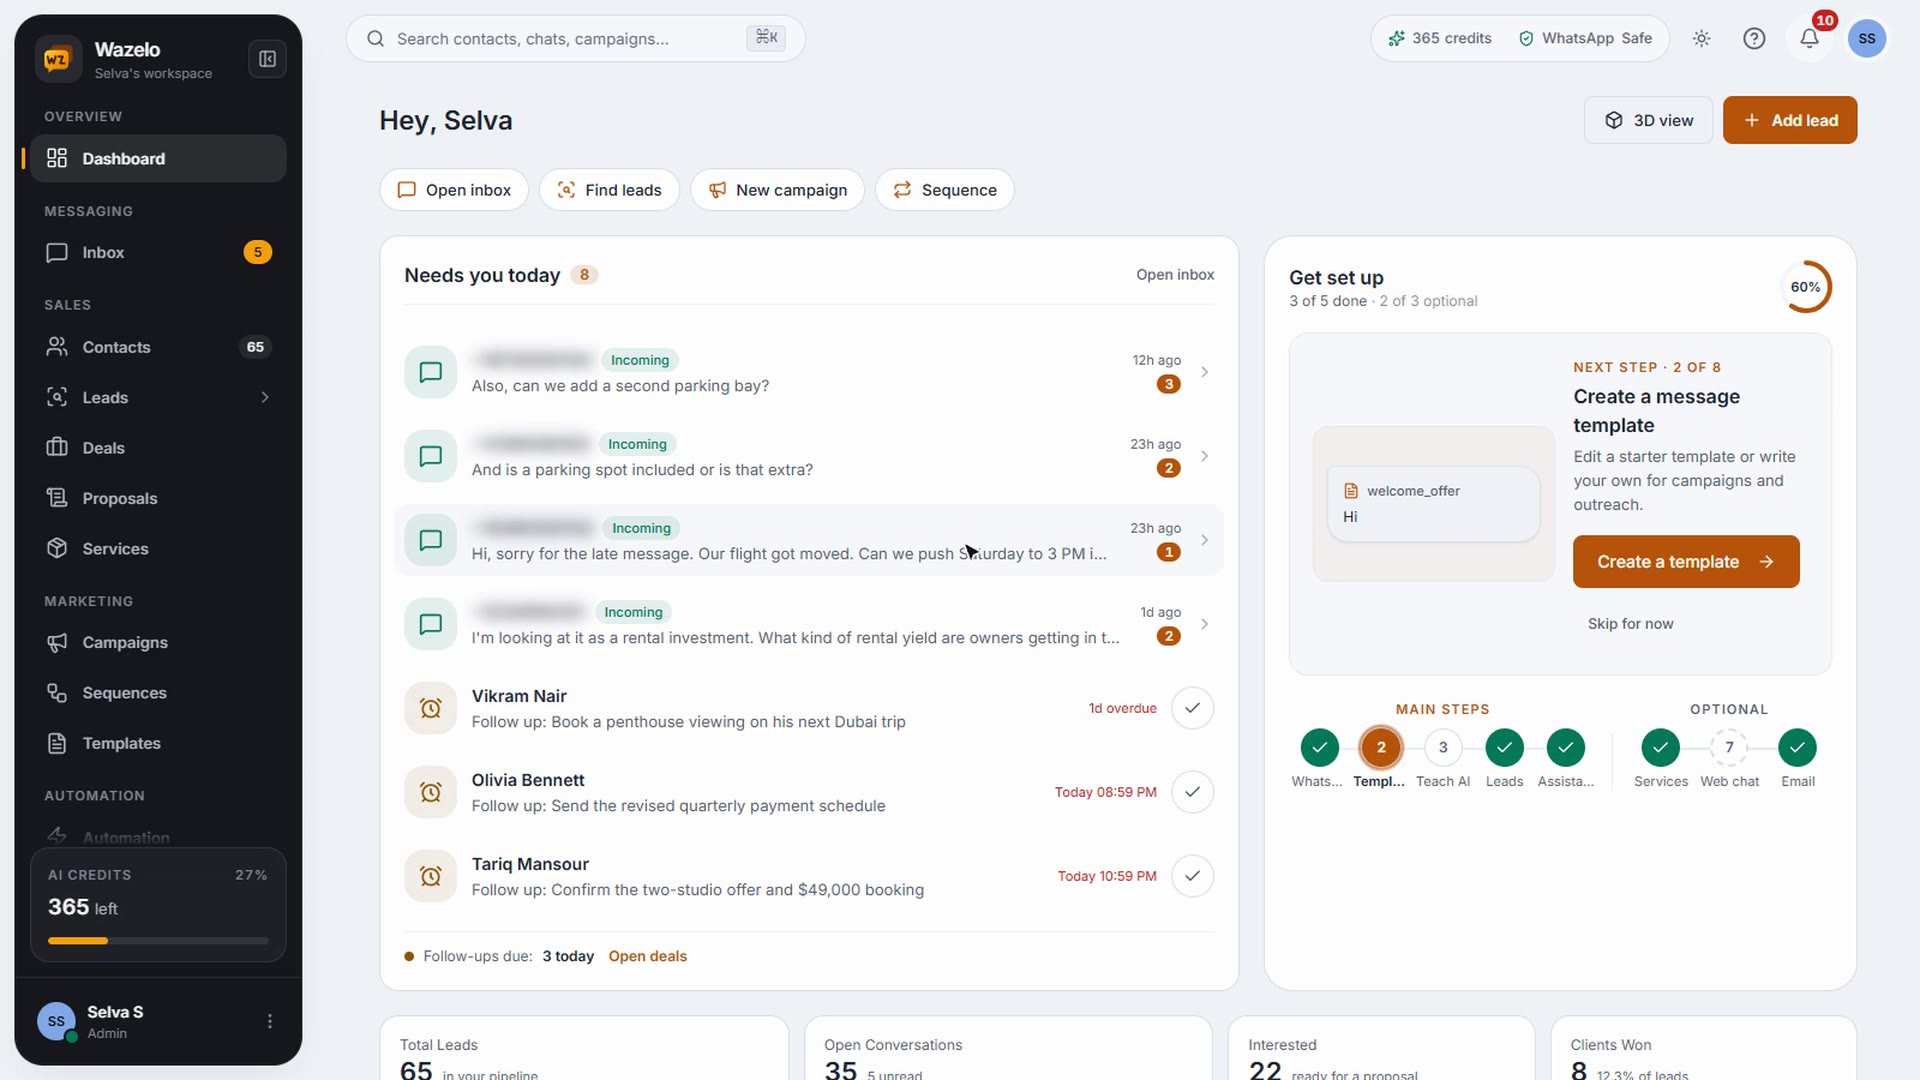 Wazelo
Selva's workspace
OVERVIEW
Dashboard
MESSAGING
Inbox 5
SALES
Contacts 65
Leads
Deals
Proposals
Services
MARKETING
Campaigns
Sequences
Templates
AUTOMATION
Automation
AI CREDITS 27%
365 left
SS Selva S
Admin
Search contacts, chats, campaigns... ⌘K
365 credits WhatsApp Safe 10 SS
Hey, Selva
3D view + Add lead
Open inbox Find leads New campaign Sequence
Needs you today 8 Open inbox
Incoming 12h ago
Also, can we add a second parking bay? 3
Incoming 23h ago
And is a parking spot included or is that extra? 2
Incoming 23h ago
Hi, sorry for the late message. Our flight got moved. Can we push Saturday to 3 PM i... 1
Incoming 1d ago
I'm looking at it as a rental investment. What kind of rental yield are owners getting in t... 2
Vikram Nair
Follow up: Book a penthouse viewing on his next Dubai trip 1d overdue
Olivia Bennett
Follow up: Send the revised quarterly payment schedule Today 08:59 PM
Tariq Mansour
Follow up: Confirm the two-studio offer and $49,000 booking Today 10:59 PM
Follow-ups due: 3 today Open deals
Get set up
3 of 5 done · 2 of 3 optional 60%
welcome_offer
Hi
NEXT STEP · 2 OF 8
Create a message
template
Edit a starter template or write
your own for campaigns and
outreach.
Create a template
Skip for now
MAIN STEPS OPTIONAL
2 3 7
Whats... Templ... Teach AI Leads Assista... Services Web chat Email
Total Leads
65 in your pipeline
Open Conversations
35 5 unread
Interested
22 ready for a proposal
Clients Won
8 12.3% of leads